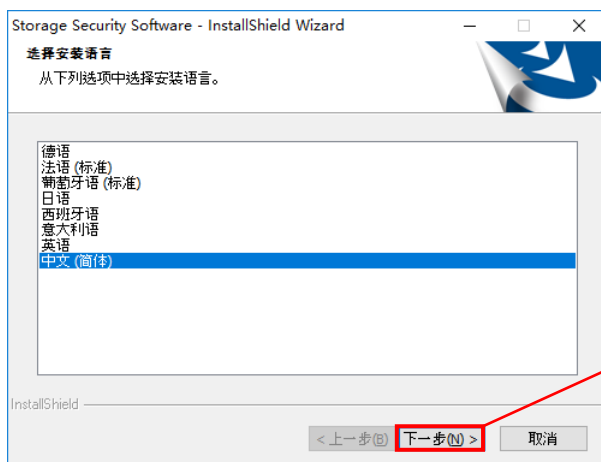 Storage Security Software - InstallShield Wizard
选择安装语言
从下列选项中选择安装语言。
德语
法语 (标准)
葡萄牙语 (标准)
日语
西班牙语
意大利语
英语
中文 (简体)
InstallShield
< 上一步(B) 下一步(N) > 取消